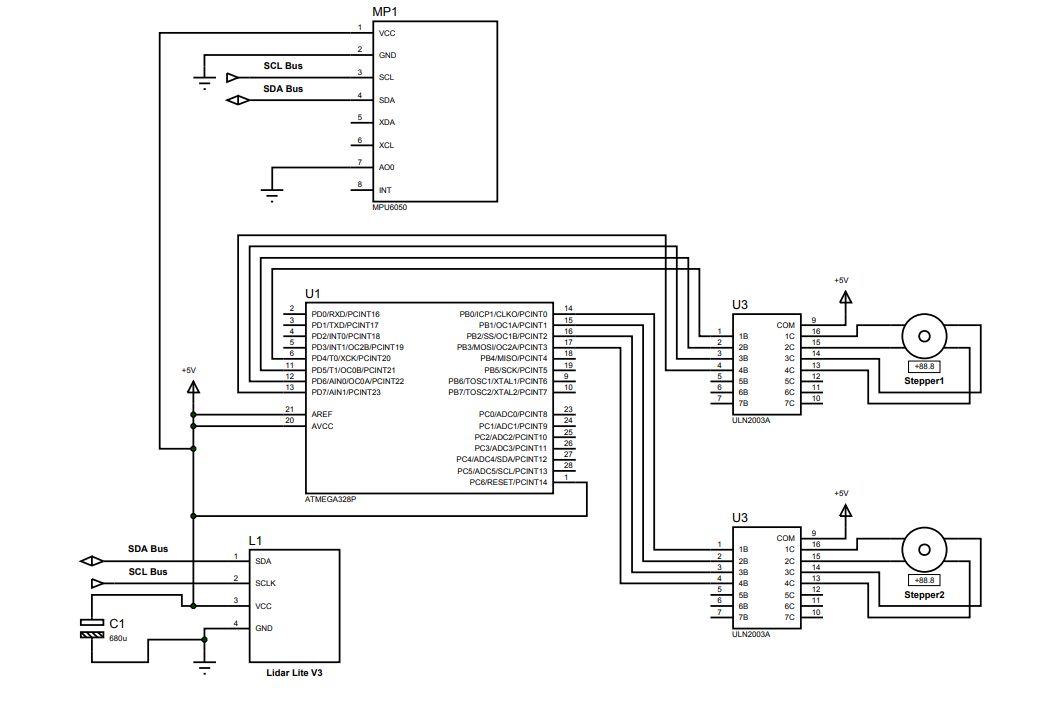 MP1
1 VCC
2 GND
SCL Bus
3 SCL
SDA Bus
4 SDA
5 XDA
6 XCL
7 AO0
8 INT
MPU6050
U1
2 PD0/RXD/PCINT16
3 PD1/TXD/PCINT17
4 PD2/INT0/PCINT18
5 PD3/INT1/OC2B/PCINT19
6 PD4/T0/XCK/PCINT20
11 PD5/T1/OC0B/PCINT21
12 PD6/AIN0/OC0A/PCINT22
13 PD7/AIN1/PCINT23
21 AREF
20 AVCC
PB0/ICP1/CLKO/PCINT0 14
PB1/OC1A/PCINT1 15
PB2/SS/OC1B/PCINT2 16
PB3/MOSI/OC2A/PCINT3 17
PB4/MISO/PCINT4 18
PB5/SCK/PCINT5 19
PB6/TOSC1/XTAL1/PCINT6 9
PB7/TOSC2/XTAL2/PCINT7 10
PC0/ADC0/PCINT8 23
PC1/ADC1/PCINT9 24
PC2/ADC2/PCINT10 25
PC3/ADC3/PCINT11 26
PC4/ADC4/SDA/PCINT12 27
PC5/ADC5/SCL/PCINT13 28
PC6/RESET/PCINT14 1
ATMEGA328P
+5V
+5V
U3
COM 9
1 1B 1C 16
2 2B 2C 15
3 3B 3C 14
4 4B 4C 13
5 5B 5C 12
6 6B 6C 11
7 7B 7C 10
ULN2003A
+88.8
Stepper1
+5V
U3
COM 9
1 1B 1C 16
2 2B 2C 15
3 3B 3C 14
4 4B 4C 13
5 5B 5C 12
6 6B 6C 11
7 7B 7C 10
ULN2003A
+88.8
Stepper2
L1
SDA Bus
1 SDA
SCL Bus
2 SCLK
3 VCC
4 GND
C1
680u
Lidar Lite V3